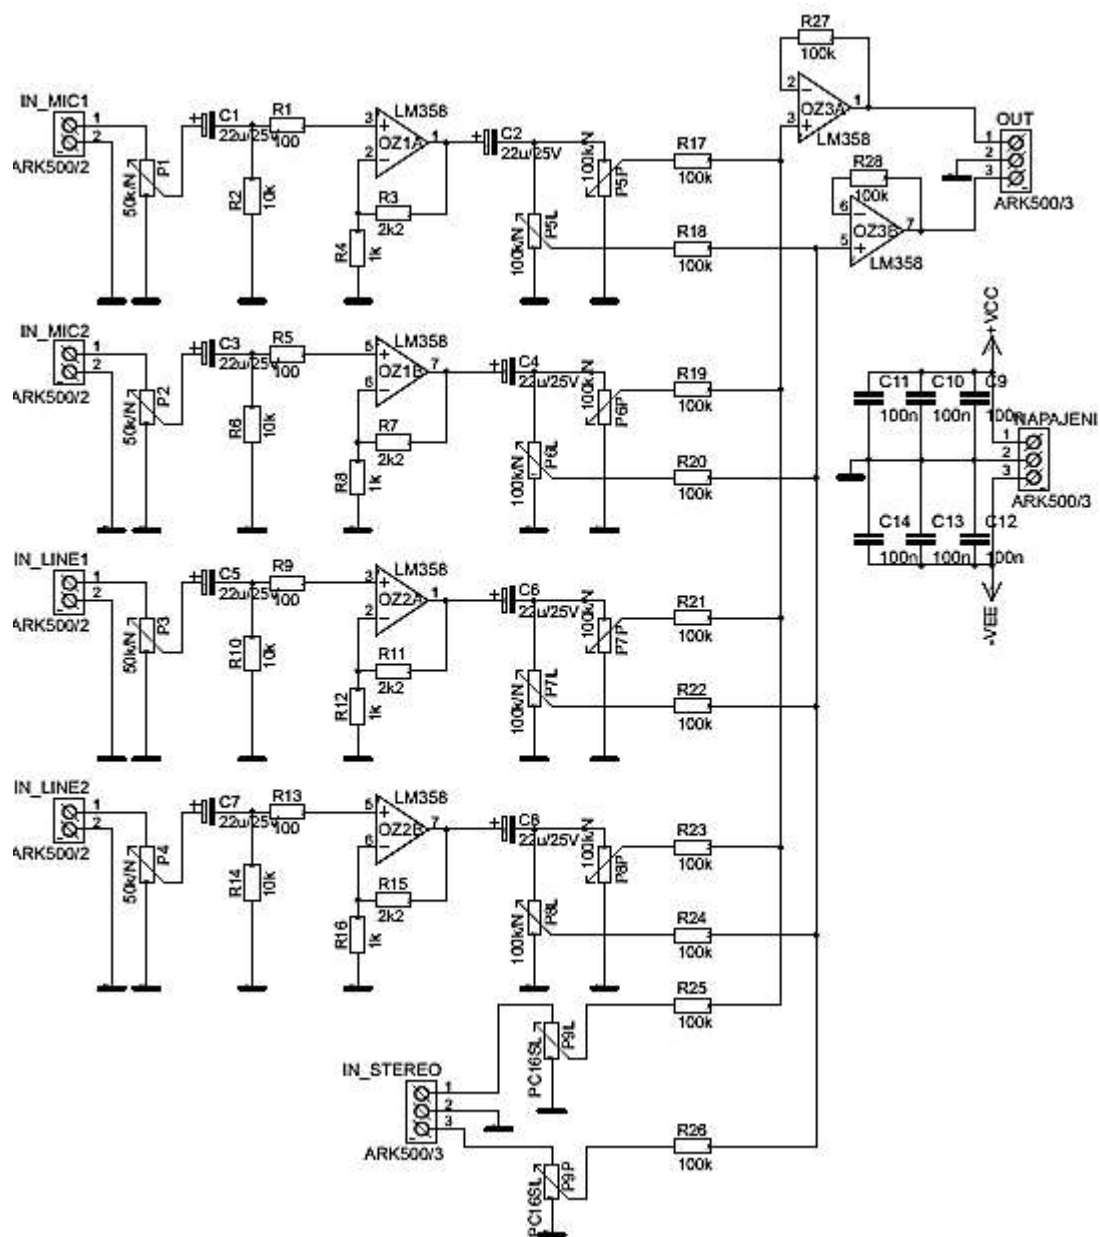 R27
100k
2
1
3
OZ3A
LM358
OUT
1
2
3
ARK500/3
R28
100k
6
7
5
OZ3B
LM358
IN_MIC1
1
2
ARK500/2
P1
50k/N
+
C1
22u/25V
R1
100
R2
10k
LM358
3
2
1
OZ1A
R3
2k2
R4
1k
+
C2
22u/25V
100k/N
P5P
P5L
100k/N
R17
100k
R18
100k
IN_MIC2
1
2
ARK500/2
P2
50k/N
+
C3
22u/25V
R5
100
R6
10k
LM358
5
6
7
OZ1B
R7
2k2
R8
1k
+
C4
22u/25V
100k/N
P6P
P6L
100k/N
R19
100k
R20
100k
+VCC
C11
C10
C9
100n
100n
100n
NAPAJENI
1
2
3
ARK500/3
C14
C13
C12
100n
100n
100n
-VEE
IN_LINE1
1
2
ARK500/2
P3
50k/N
+
C5
22u/25V
R9
100
R10
10k
LM358
3
2
1
OZ2A
R11
2k2
R12
1k
+
C6
22u/25V
100k/N
P7P
P7L
100k/N
R21
100k
R22
100k
IN_LINE2
1
2
ARK500/2
P4
50k/N
+
C7
22u/25V
R13
100
R14
10k
LM358
5
6
7
OZ2B
R15
2k2
R16
1k
+
C8
22u/25V
100k/N
P8P
P8L
100k/N
R23
100k
R24
100k
R25
100k
P9L
PC16SL
IN_STEREO
1
2
3
ARK500/3
R26
100k
P9P
PC16SL